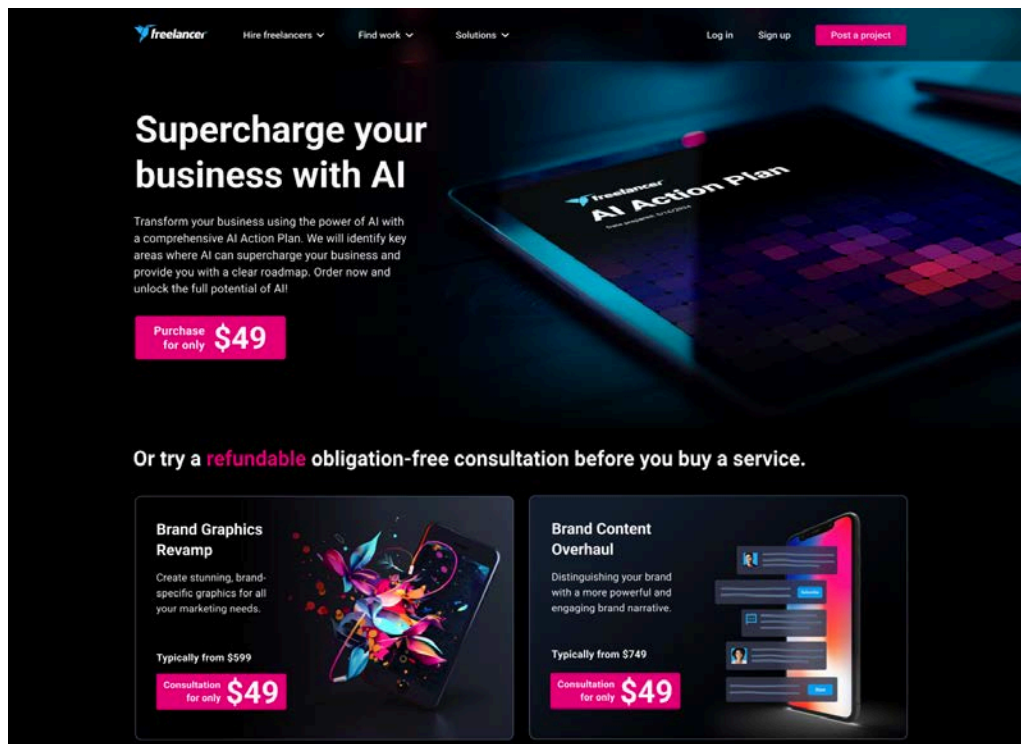 freelancer
Hire freelancers
Find work
Solutions
Log in
Sign up
Post a project
Supercharge your
business with AI
Transform your business using the power of AI with
a comprehensive AI Action Plan. We will identify key
areas where AI can supercharge your business and
provide you with a clear roadmap. Order now and
unlock the full potential of AI!
Purchase
for only
$49
freelancer
AI Action Plan
Or try a refundable obligation-free consultation before you buy a service.
Brand Graphics
Revamp
Create stunning, brand-
specific graphics for all
your marketing needs.
Typically from $599
Consultation
for only
$49
Brand Content
Overhaul
Distinguishing your brand
with a more powerful and
engaging brand narrative.
Typically from $749
Consultation
for only
$49